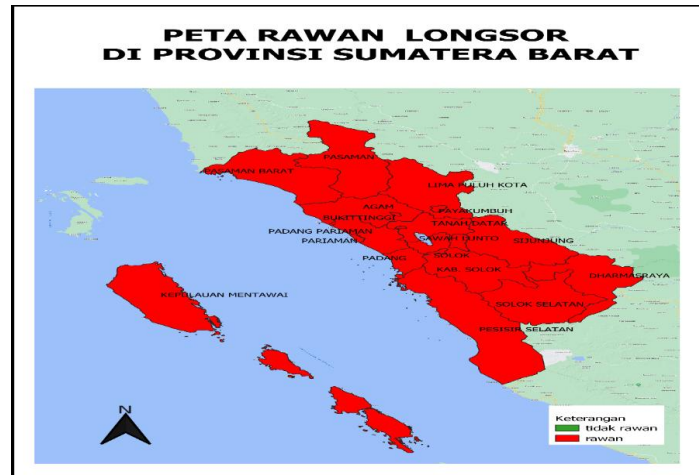 PETA RAWAN LONGSOR
DI PROVINSI SUMATERA BARAT
PASAMAN
PASAMAN BARAT
LIMA PULUH KOTA
AGAM
PAYAKUMBUH
BUKITTINGGI
TANAH DATAR
PADANG PARIAMAN
PARIAMAN
SAWAH LUNTO
SIJUNJUNG
PADANG
SOLOK
KAB. SOLOK
DHARMASRAYA
KEPULAUAN MENTAWAI
SOLOK SELATAN
PESISIR SELATAN
N
Keterangan
tidak rawan
rawan